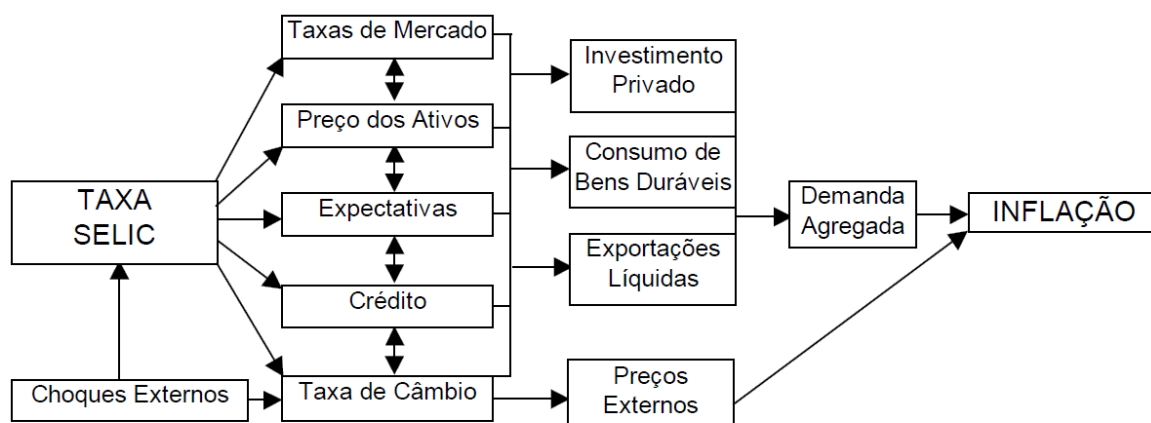 Taxas de Mercado
Preço dos Ativos
TAXA
SELIC
Expectativas
Crédito
Choques Externos
Taxa de Câmbio
Investimento
Privado
Consumo de
Bens Duráveis
Exportações
Líquidas
Preços
Externos
Demanda
Agregada
INFLAÇÃO